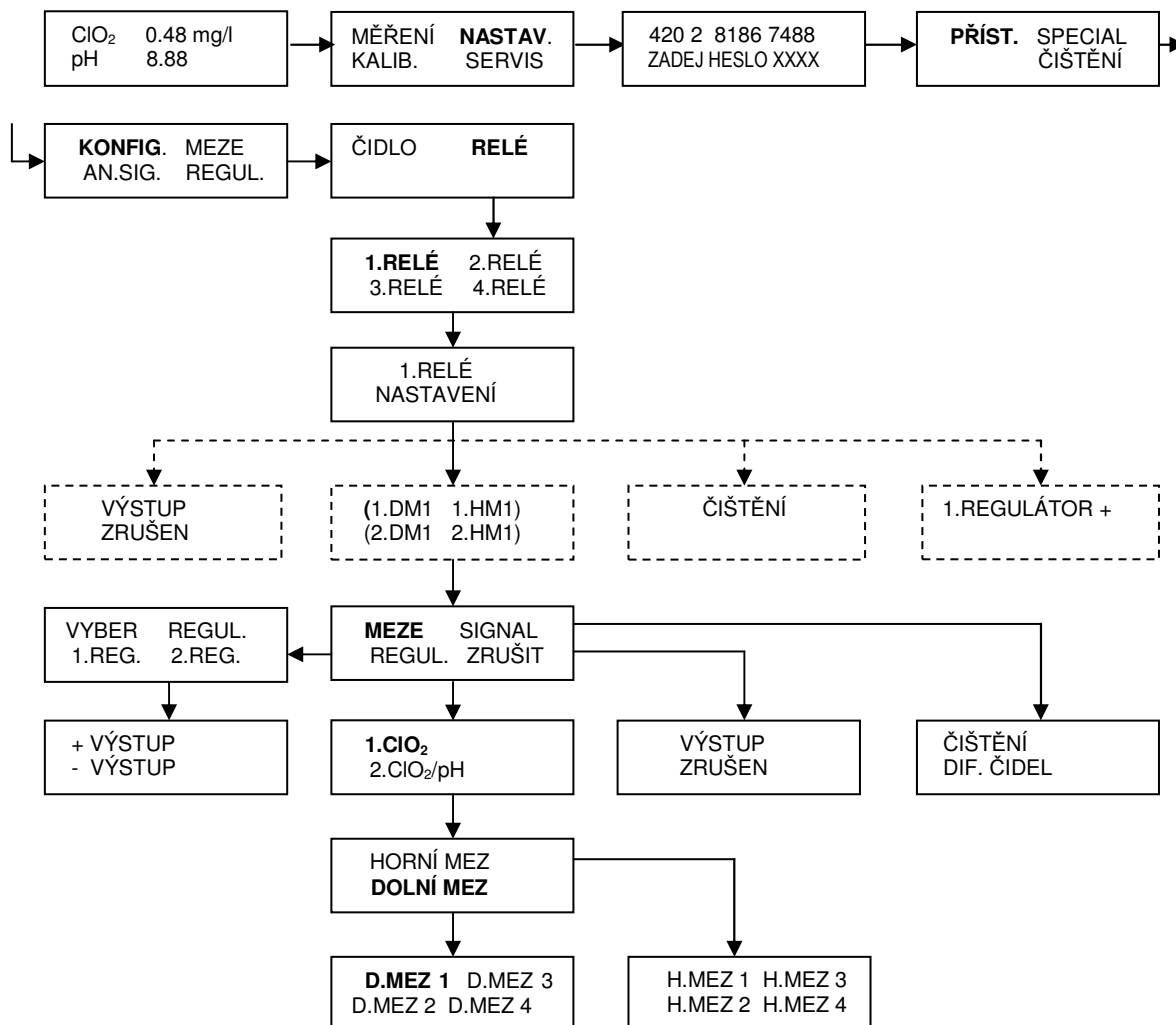 ClO₂ 0.48 mg/l
pH 8.88
MĚŘENÍ NASTAV.
KALIB. SERVIS
420 2 8186 7488
ZADEJ HESLO XXXX
PŘÍST. SPECIAL
ČIŠTĚNÍ
KONFIG. MEZE
AN.SIG. REGUL.
ČIDLO RELÉ
1.RELÉ 2.RELÉ
3.RELÉ 4.RELÉ
1.RELÉ
NASTAVENÍ
VÝSTUP
ZRUŠEN
(1.DM1 1.HM1)
(2.DM1 2.HM1)
ČIŠTĚNÍ
1.REGULÁTOR +
VYBER REGUL.
1.REG. 2.REG.
MEZE SIGNAL
REGUL. ZRUŠIT
+ VÝSTUP
- VÝSTUP
1.ClO₂
2.ClO₂/pH
VÝSTUP
ZRUŠEN
ČIŠTĚNÍ
DIF. ČIDEL
HORNÍ MEZ
DOLNÍ MEZ
D.MEZ 1 D.MEZ 3
D.MEZ 2 D.MEZ 4
H.MEZ 1 H.MEZ 3
H.MEZ 2 H.MEZ 4